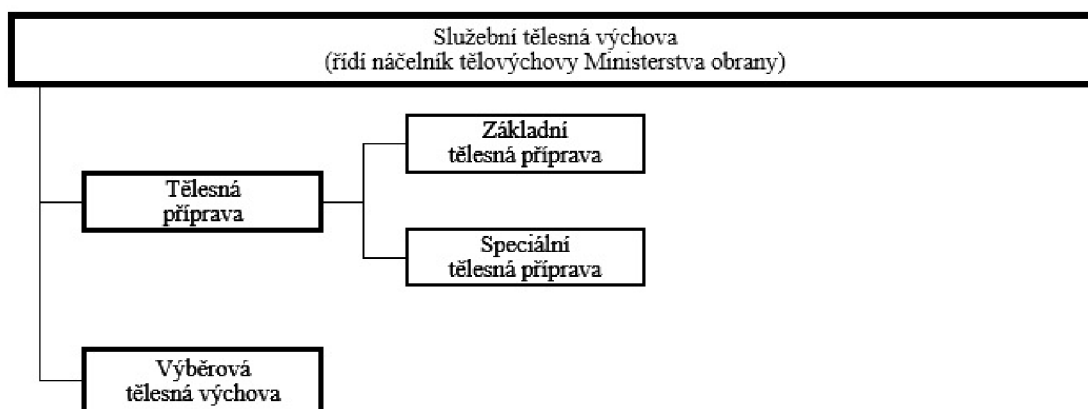 Služební tělesná výchova
(řídí náčelník tělovýchovy Ministerstva obrany)
Základní
tělesná příprava
Tělesná
příprava
Speciální
tělesná příprava
Výběrová
tělesná výchova